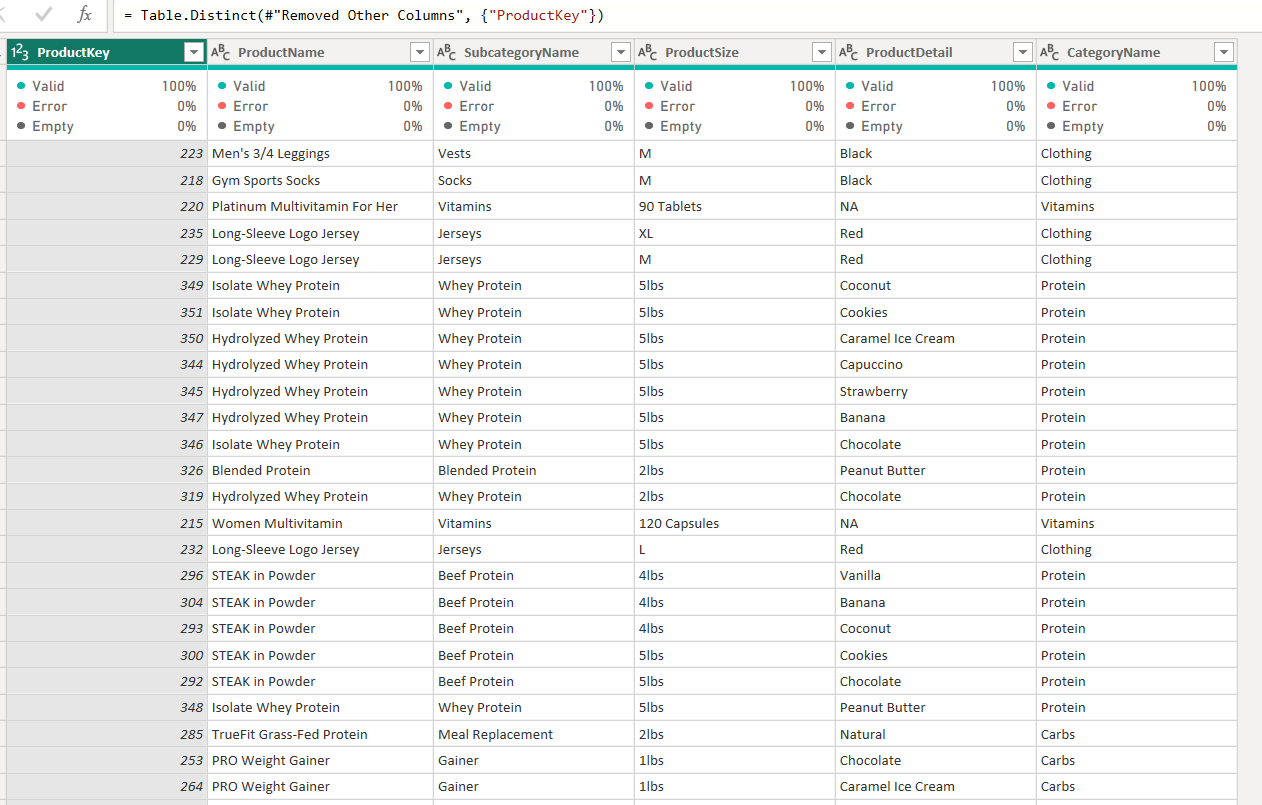 fx = Table.Distinct(#"Removed Other Columns", {"ProductKey"})
123 ProductKey ABC ProductName ABC SubcategoryName ABC ProductSize ABC ProductDetail ABC CategoryName
Valid 100% Valid 100% Valid 100% Valid 100% Valid 100% Valid 100%
Error 0% Error 0% Error 0% Error 0% Error 0% Error 0%
Empty 0% Empty 0% Empty 0% Empty 0% Empty 0% Empty 0%
223 Men's 3/4 Leggings Vests M Black Clothing
218 Gym Sports Socks Socks M Black Clothing
220 Platinum Multivitamin For Her Vitamins 90 Tablets NA Vitamins
235 Long-Sleeve Logo Jersey Jerseys XL Red Clothing
229 Long-Sleeve Logo Jersey Jerseys M Red Clothing
349 Isolate Whey Protein Whey Protein 5lbs Coconut Protein
351 Isolate Whey Protein Whey Protein 5lbs Cookies Protein
350 Hydrolyzed Whey Protein Whey Protein 5lbs Caramel Ice Cream Protein
344 Hydrolyzed Whey Protein Whey Protein 5lbs Capuccino Protein
345 Hydrolyzed Whey Protein Whey Protein 5lbs Strawberry Protein
347 Hydrolyzed Whey Protein Whey Protein 5lbs Banana Protein
346 Isolate Whey Protein Whey Protein 5lbs Chocolate Protein
326 Blended Protein Blended Protein 2lbs Peanut Butter Protein
319 Hydrolyzed Whey Protein Whey Protein 2lbs Chocolate Protein
215 Women Multivitamin Vitamins 120 Capsules NA Vitamins
232 Long-Sleeve Logo Jersey Jerseys L Red Clothing
296 STEAK in Powder Beef Protein 4lbs Vanilla Protein
304 STEAK in Powder Beef Protein 4lbs Banana Protein
293 STEAK in Powder Beef Protein 4lbs Coconut Protein
300 STEAK in Powder Beef Protein 5lbs Cookies Protein
292 STEAK in Powder Beef Protein 5lbs Chocolate Protein
348 Isolate Whey Protein Whey Protein 5lbs Peanut Butter Protein
285 TrueFit Grass-Fed Protein Meal Replacement 2lbs Natural Carbs
253 PRO Weight Gainer Gainer 1lbs Chocolate Carbs
264 PRO Weight Gainer Gainer 1lbs Caramel Ice Cream Carbs